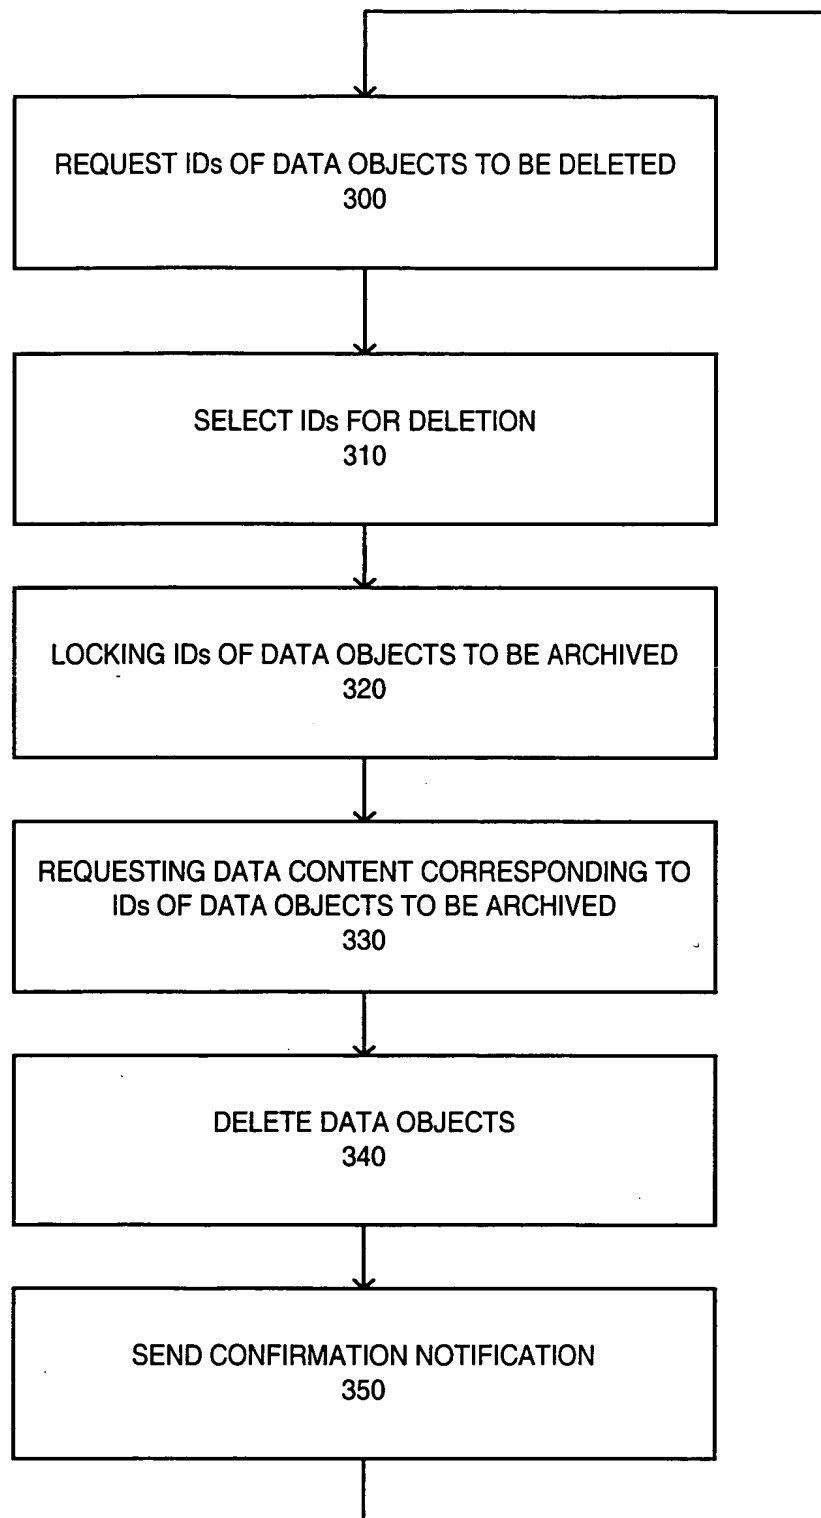 REQUEST IDs OF DATA OBJECTS TO BE DELETED
300
SELECT IDs FOR DELETION
310
LOCKING IDs OF DATA OBJECTS TO BE ARCHIVED
320
REQUESTING DATA CONTENT CORRESPONDING TO
IDs OF DATA OBJECTS TO BE ARCHIVED
330
DELETE DATA OBJECTS
340
SEND CONFIRMATION NOTIFICATION
350